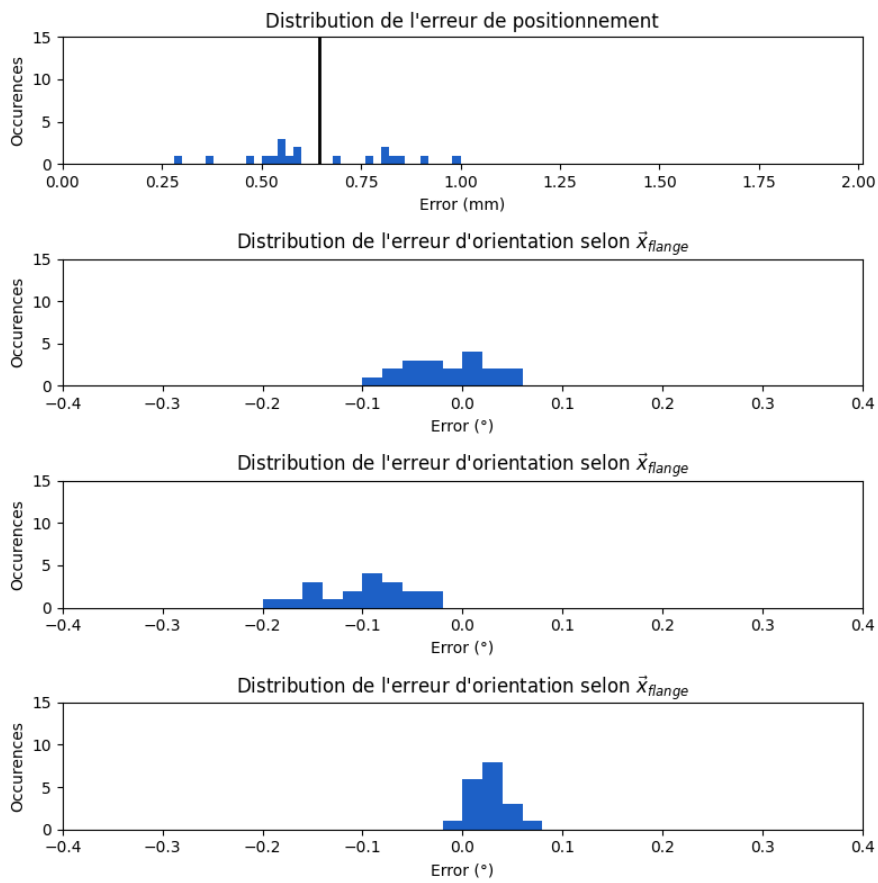 Distribution de l'erreur de positionnement
15
10
5
0
Occurences
0.00 0.25 0.50 0.75 1.00 1.25 1.50 1.75 2.00
Error (mm)
Distribution de l'erreur d'orientation selon x⃗flange
15
10
5
0
Occurences
−0.4 −0.3 −0.2 −0.1 0.0 0.1 0.2 0.3 0.4
Error (°)
Distribution de l'erreur d'orientation selon x⃗flange
15
10
5
0
Occurences
−0.4 −0.3 −0.2 −0.1 0.0 0.1 0.2 0.3 0.4
Error (°)
Distribution de l'erreur d'orientation selon x⃗flange
15
10
5
0
Occurences
−0.4 −0.3 −0.2 −0.1 0.0 0.1 0.2 0.3 0.4
Error (°)